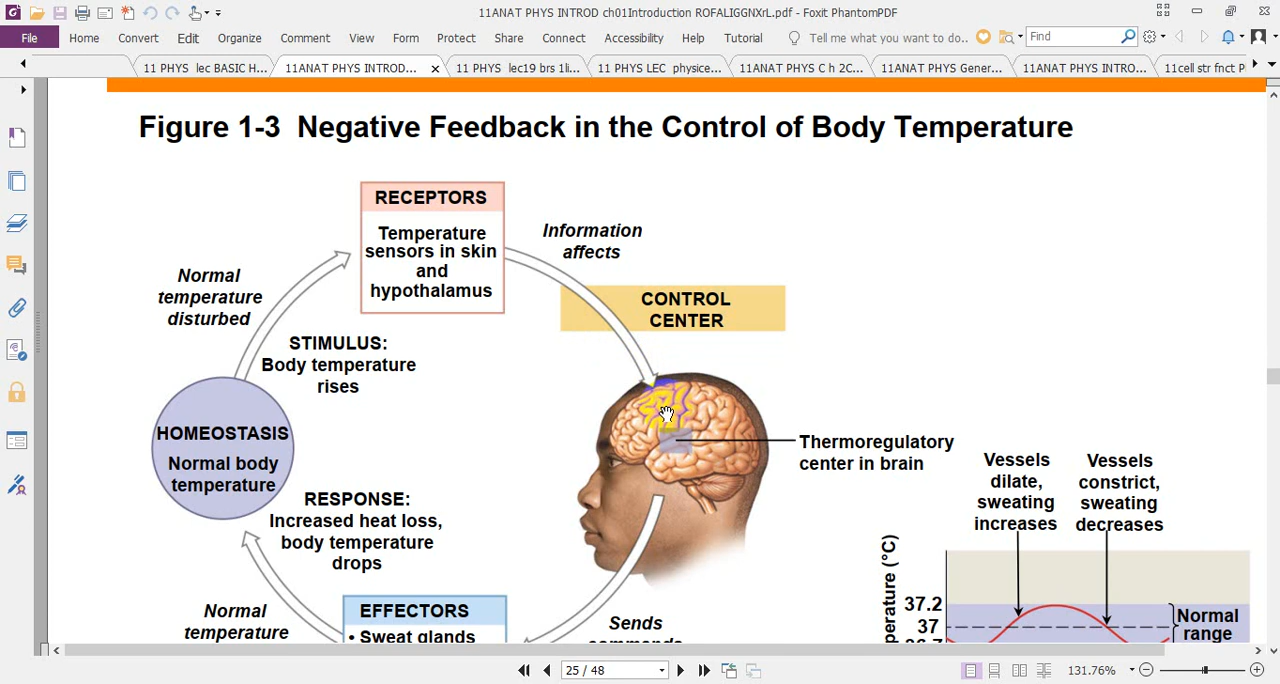 11ANAT PHYS INTROD ch01Introduction ROFALIGGNXrL.pdf - Foxit PhantomPDF
File Home Convert Edit Organize Comment View Form Protect Share Connect Accessibility Help Tutorial Tell me what you want to do.. Find
11 PHYS lec BASIC H... 11ANAT PHYS INTROD... 11 PHYS lec19 brs 1li... 11 PHYS LEC physice... 11ANAT PHYS C h 2C... 11ANAT PHYS Gener... 11ANAT PHYS INTRO... 11cell str fnct P
Figure 1-3 Negative Feedback in the Control of Body Temperature
RECEPTORS
Temperature
sensors in skin
and
hypothalamus
Information
affects
Normal
temperature
disturbed
CONTROL
CENTER
STIMULUS:
Body temperature
rises
HOMEOSTASIS
Normal body
temperature
Thermoregulatory
center in brain
RESPONSE:
Increased heat loss,
body temperature
drops
Vessels
dilate,
sweating
increases
Vessels
constrict,
sweating
decreases
Normal
temperature
EFFECTORS
• Sweat glands
Sends
commands
perature (°C)
37.2
37
36.7
Normal
range
25 / 48
131.76%